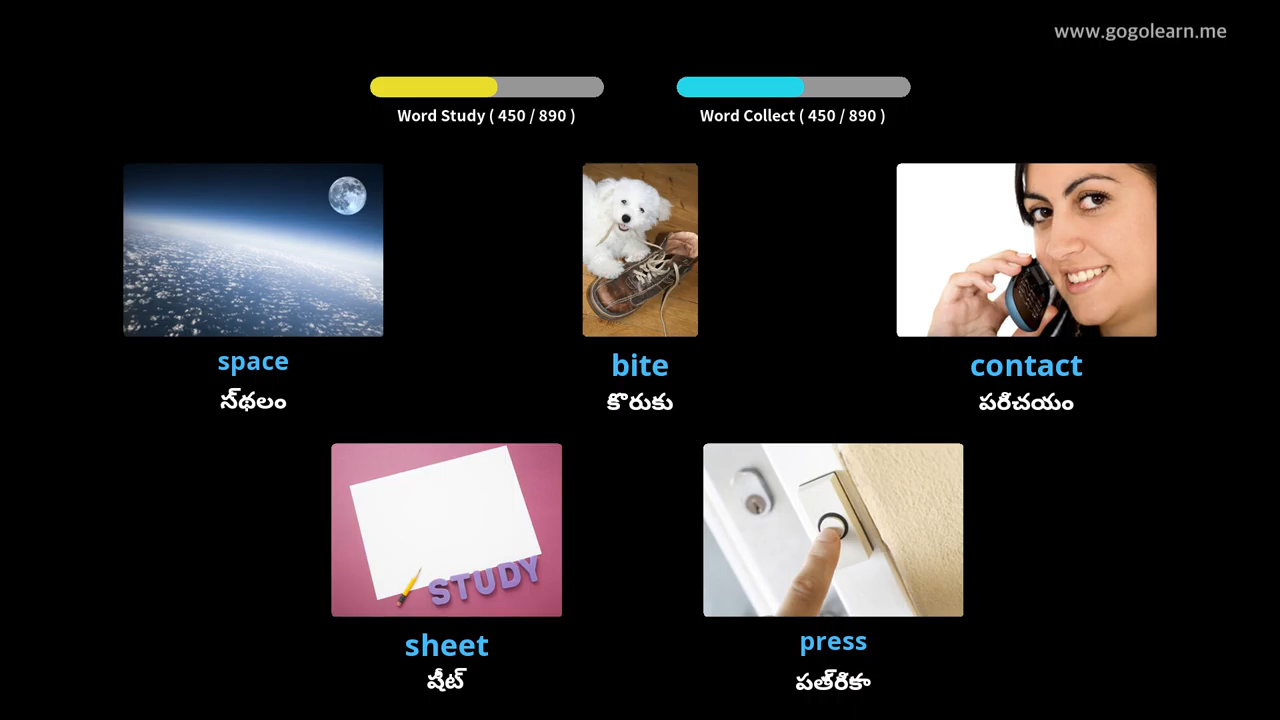 www.gogolearn.me
Word Study ( 450 / 890 )
Word Collect ( 450 / 890 )
space
స్థలం
bite
కొరుకు
contact
పరిచయం
STUDY
sheet
షీట్
press
పత్రికా